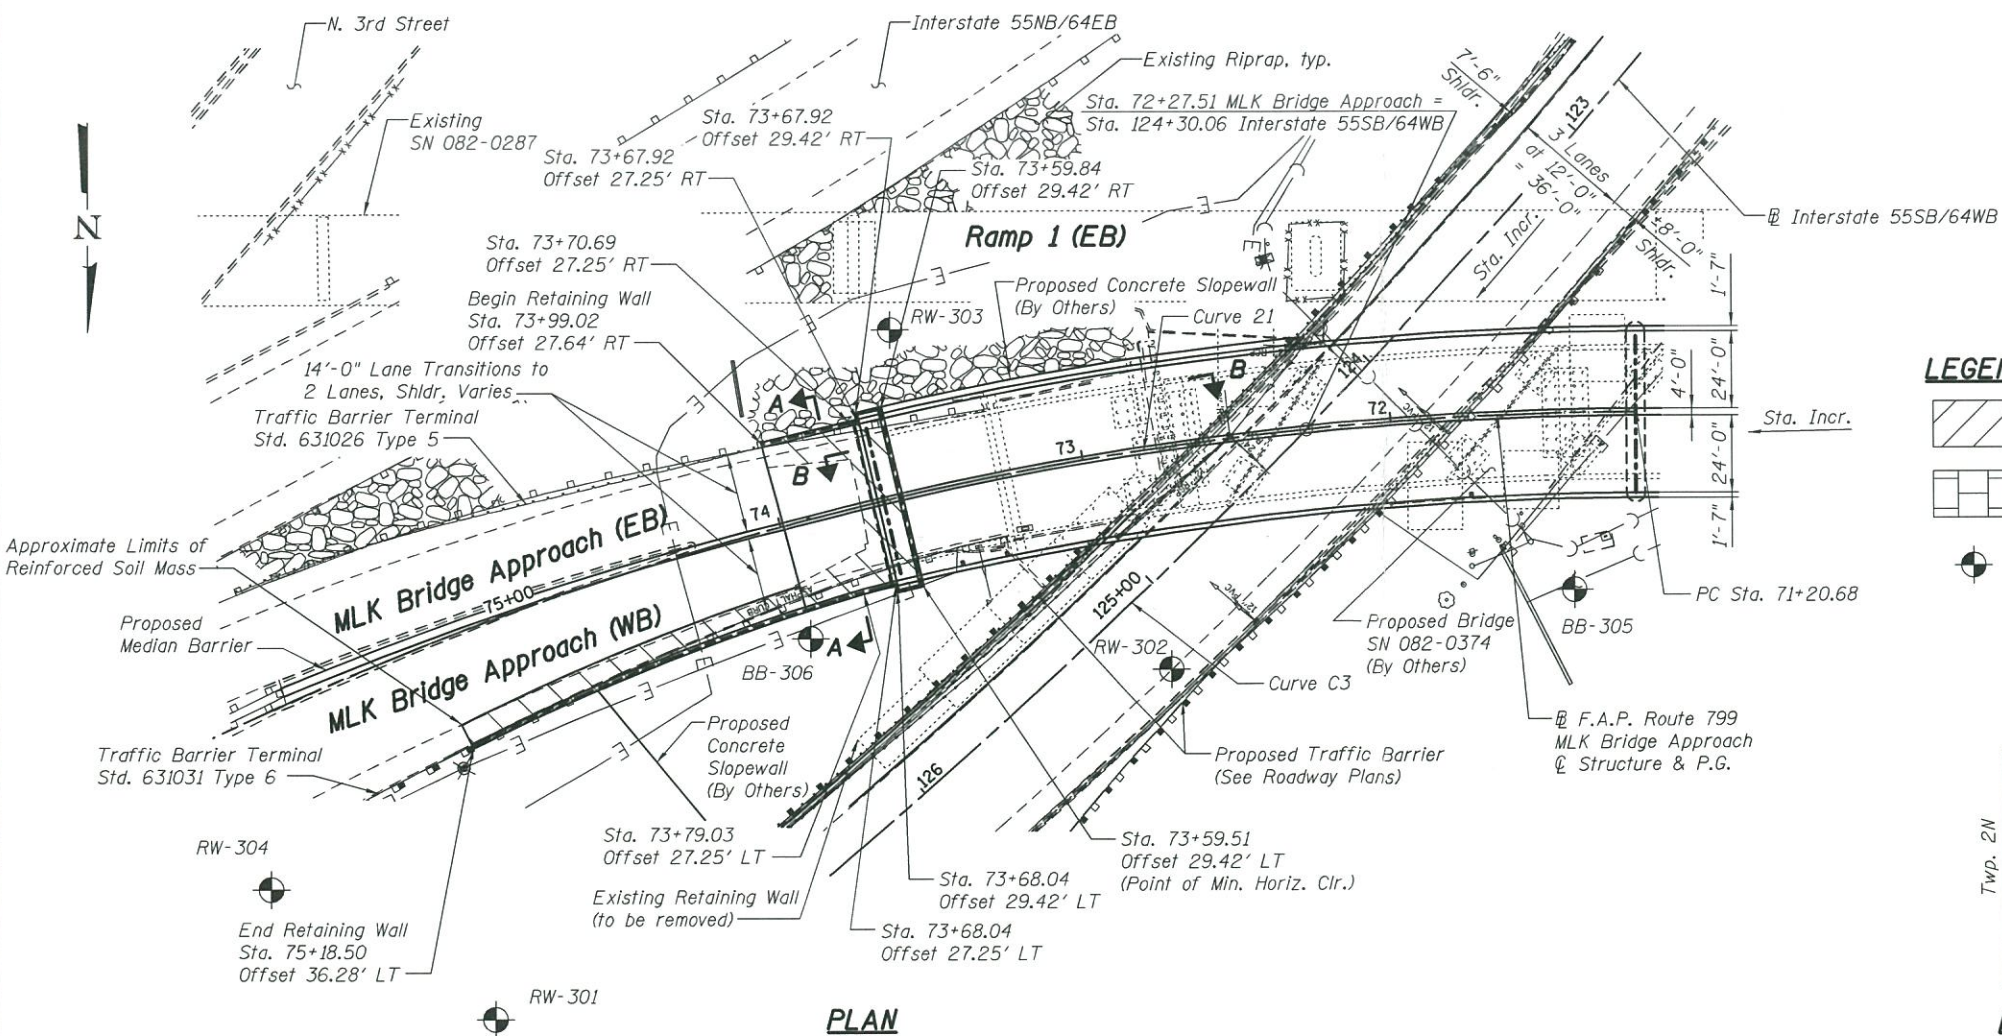 N. 3rd Street
Interstate 55NB/64EB
Existing Riprap, typ.
Sta. 72+27.51 MLK Bridge Approach =
Sta. 124+30.06 Interstate 55SB/64WB
7'-6"
Shldr.
123
3 Lanes
at 12'-0"
= 36'-0"
Existing
SN 082-0287
Sta. 73+67.92
Offset 29.42' RT
Sta. 73+67.92
Offset 27.25' RT
Sta. 73+59.84
Offset 29.42' RT
N
Ramp 1 (EB)
℄ Interstate 55SB/64WB
8'-0"
Shldr.
Sta. Incr.
Sta. 73+70.69
Offset 27.25' RT
Begin Retaining Wall
Sta. 73+99.02
Offset 27.64' RT
RW-303
Proposed Concrete Slopewall
(By Others)
Curve 21
1'-7"
24'-0"
4'-0"
24'-0"
1'-7"
14'-0" Lane Transitions to
2 Lanes, Shldr. Varies
Traffic Barrier Terminal
Std. 631026 Type 5
A
B
B
A
124
72
73
74
75+00
Sta. Incr.
LEGEN
MLK Bridge Approach (EB)
MLK Bridge Approach (WB)
ASPHALT CURB
Approximate Limits of
Reinforced Soil Mass
Proposed
Median Barrier
BB-306
125+00
RW-302
12" PVC
Proposed Bridge
SN 082-0374
(By Others)
BB-305
PC Sta. 71+20.68
Curve C3
126
Traffic Barrier Terminal
Std. 631031 Type 6
Proposed
Concrete
Slopewall
(By Others)
Proposed Traffic Barrier
(See Roadway Plans)
℄ F.A.P. Route 799
MLK Bridge Approach
℄ Structure & P.G.
Sta. 73+79.03
Offset 27.25' LT
Existing Retaining Wall
(to be removed)
Sta. 73+59.51
Offset 29.42' LT
(Point of Min. Horiz. Clr.)
Sta. 73+68.04
Offset 29.42' LT
Sta. 73+68.04
Offset 27.25' LT
RW-304
End Retaining Wall
Sta. 75+18.50
Offset 36.28' LT
RW-301
Twp. 2N
PLAN